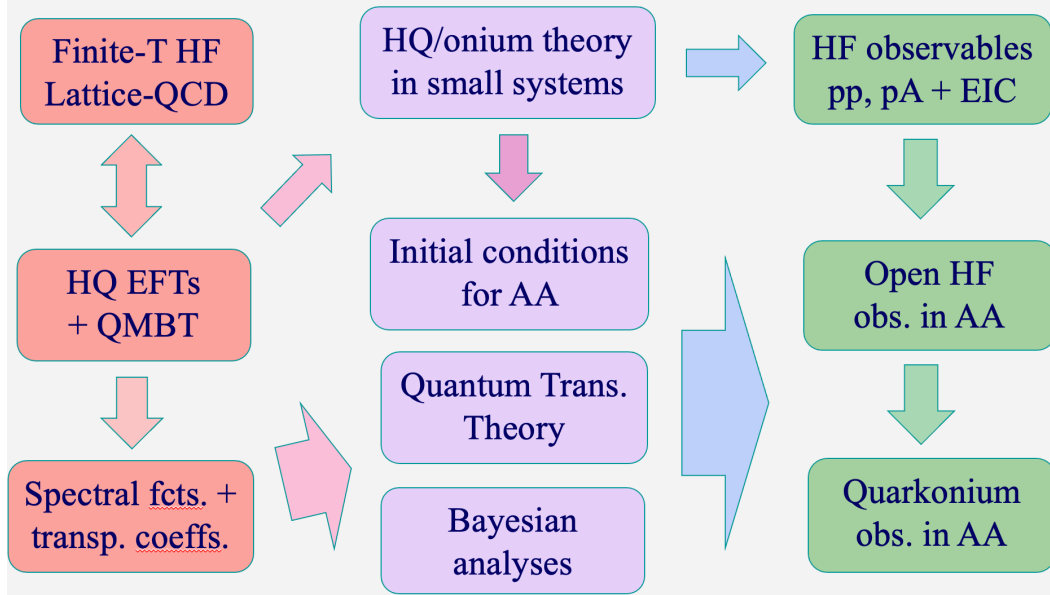 Finite-T HF
Lattice-QCD
HQ/onium theory
in small systems
HF observables
pp, pA + EIC
HQ EFTs
+ QMBT
Initial conditions
for AA
Open HF
obs. in AA
Quantum Trans.
Theory
Spectral fcts. +
transp. coeffs.
Bayesian
analyses
Quarkonium
obs. in AA